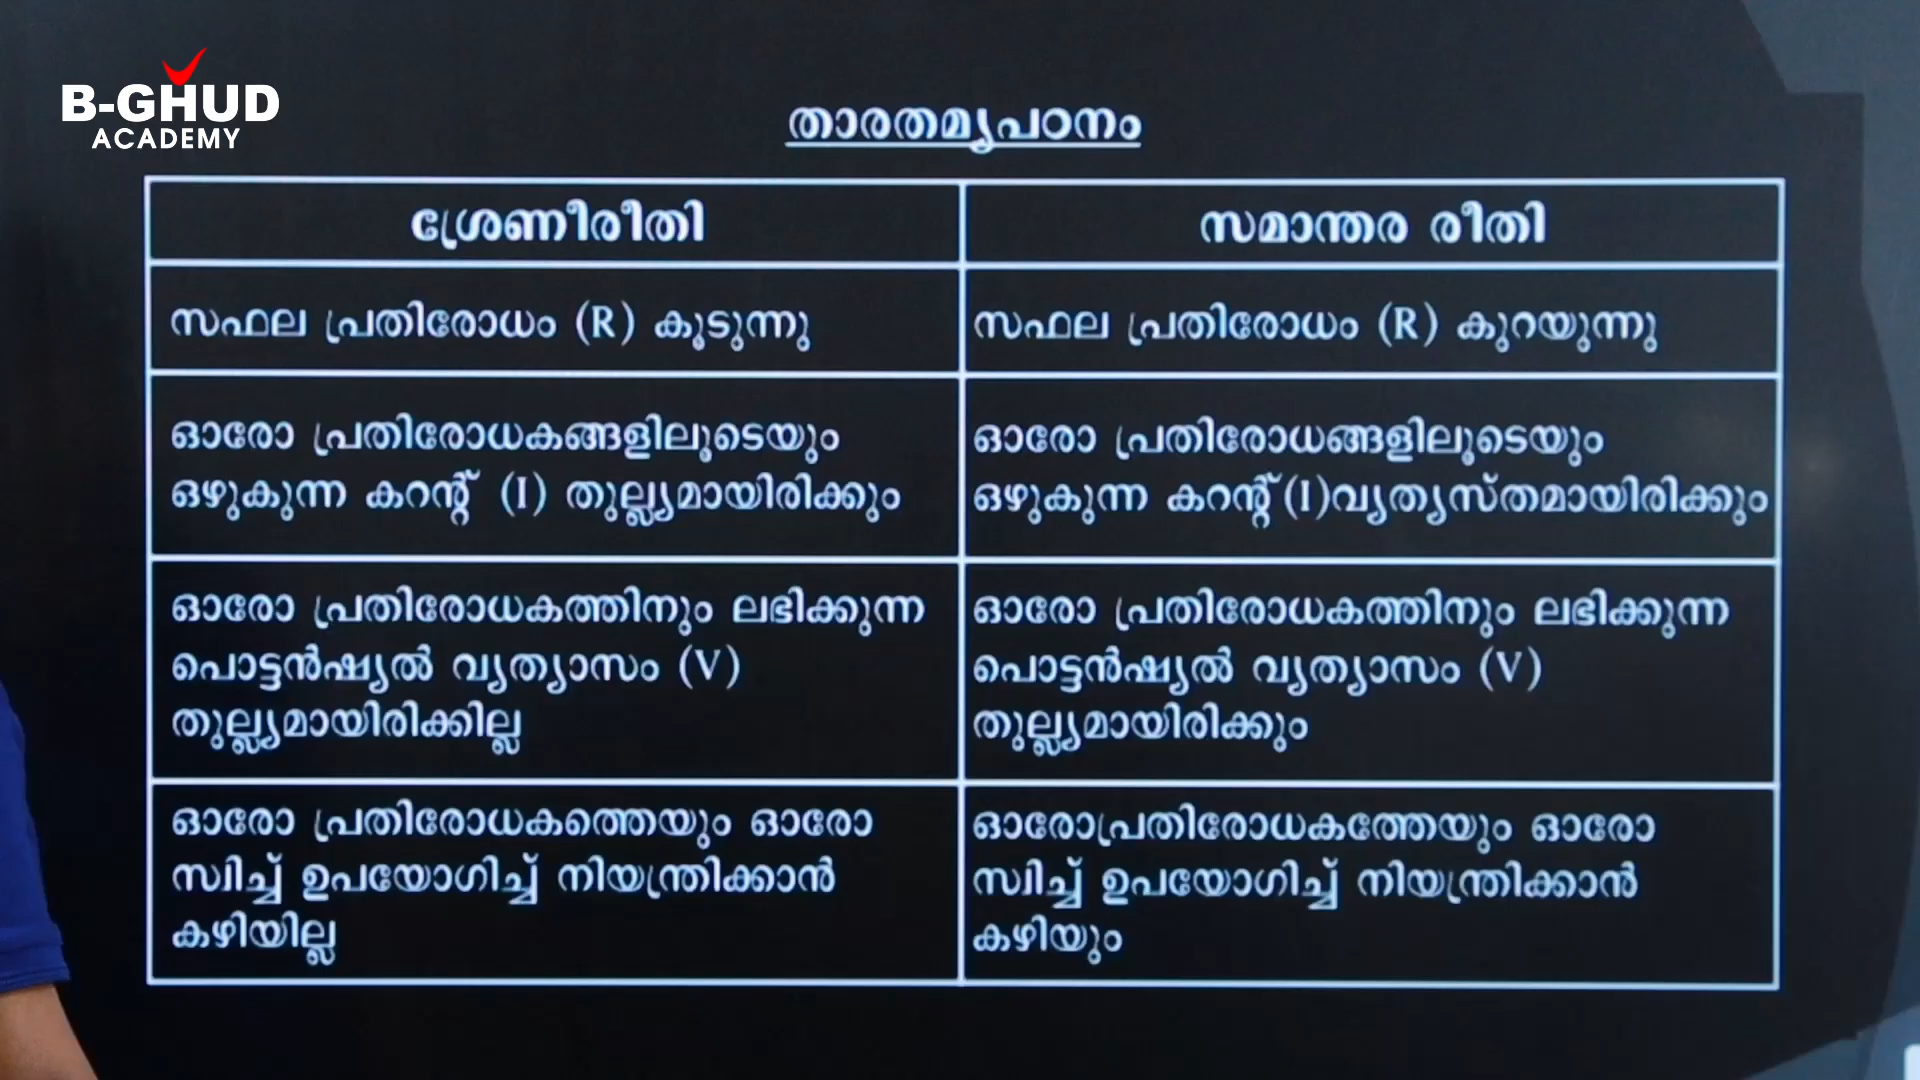 B-GHUD
ACADEMY
താരതമ്യപഠനം
ശ്രേണീരീതി
സമാന്തര രീതി
സഫല പ്രതിരോധം (R) കൂടുന്നു
സഫല പ്രതിരോധം (R) കുറയുന്നു
ഓരോ പ്രതിരോധകങ്ങളിലൂടെയും
ഒഴുകുന്ന കറന്റ് (I) തുല്ല്യമായിരിക്കും
ഓരോ പ്രതിരോധങ്ങളിലൂടെയും
ഒഴുകുന്ന കറന്റ് (I)വ്യത്യസ്തമായിരിക്കും
ഓരോ പ്രതിരോധകത്തിനും ലഭിക്കുന്ന
പൊട്ടൻഷ്യൽ വ്യത്യാസം (V)
തുല്ല്യമായിരിക്കില്ല
ഓരോ പ്രതിരോധകത്തിനും ലഭിക്കുന്ന
പൊട്ടൻഷ്യൽ വ്യത്യാസം (V)
തുല്ല്യമായിരിക്കും
ഓരോ പ്രതിരോധകത്തെയും ഓരോ
സ്വിച്ച് ഉപയോഗിച്ച് നിയന്ത്രിക്കാൻ
കഴിയില്ല
ഓരോപ്രതിരോധകത്തേയും ഓരോ
സ്വിച്ച് ഉപയോഗിച്ച് നിയന്ത്രിക്കാൻ
കഴിയും